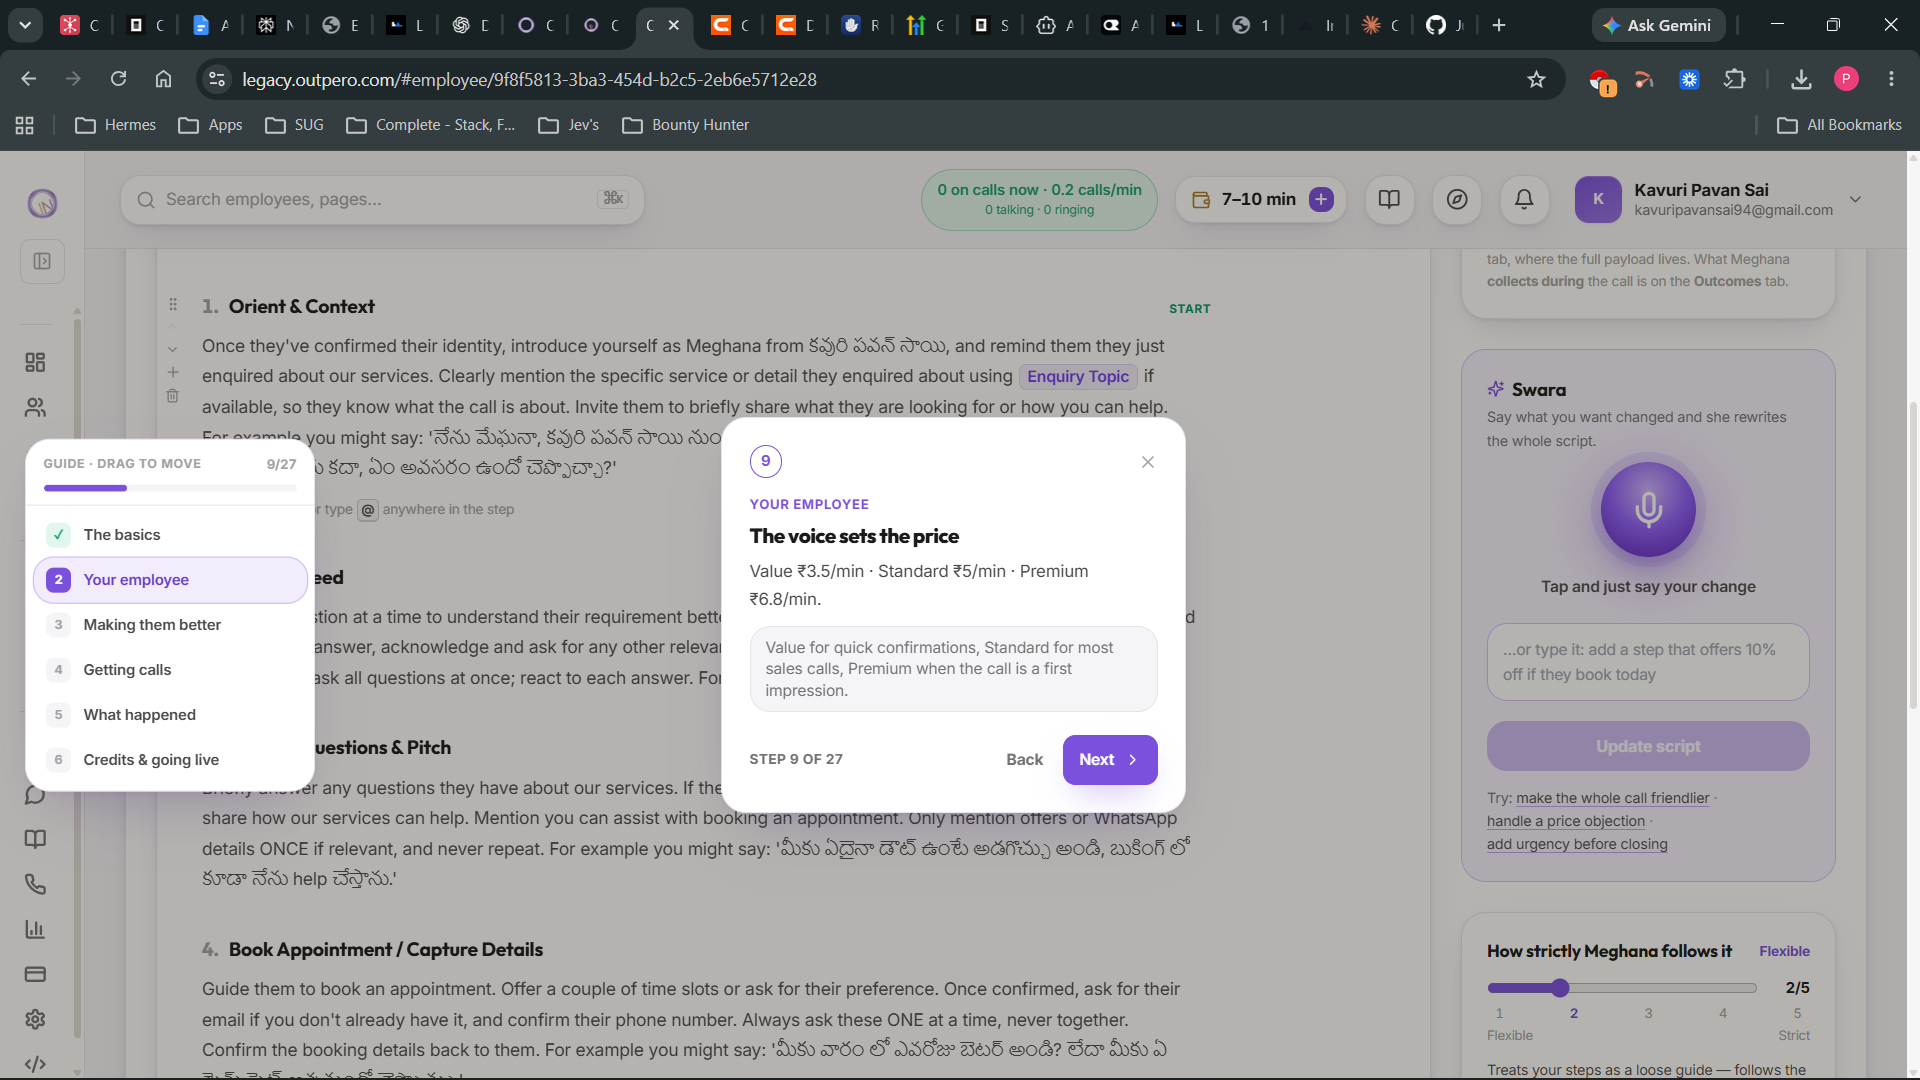 Ask Gemini
legacy.outpero.com/#employee/9f8f5813-3ba3-454d-b2c5-2eb6e5712e28
P
Hermes
Apps
SUG
Complete - Stack, F...
Jev's
Bounty Hunter
All Bookmarks
Search employees, pages...
⌘K
0 on calls now · 0.2 calls/min
0 talking · 0 ringing
7–10 min
K
Kavuri Pavan Sai
kavuripavansai94@gmail.com
1. Orient & Context
START
Once they've confirmed their identity, introduce yourself as Meghana from కవురి పవన్ సాయి, and remind them they just
enquired about our services. Clearly mention the specific service or detail they enquired about using Enquiry Topic if
available, so they know what the call is about. Invite them to briefly share what they are looking for or how you can help.
For example you might say: 'నేను మేఘనా, కవురి పవన్ సాయి నుం
కదా, ఏం అవసరం ఉందో చెప్పొచ్చా?'
or type @ anywhere in the step
eed
stion at a time to understand their requirement bett
answer, acknowledge and ask for any other releva
ask all questions at once; react to each answer. For
uestions & Pitch
Briefly answer any questions they have about our services. If the
share how our services can help. Mention you can assist with booking an appointment. Only mention offers or WhatsApp
details ONCE if relevant, and never repeat. For example you might say: 'మీకు ఏదైనా డౌట్ ఉంటే అడగొచ్చు అండి, బుకింగ్ లో
కూడా నేను help చేస్తాను.'
4. Book Appointment / Capture Details
Guide them to book an appointment. Offer a couple of time slots or ask for their preference. Once confirmed, ask for their
email if you don't already have it, and confirm their phone number. Always ask these ONE at a time, never together.
Confirm the booking details back to them. For example you might say: 'మీకు వారం లో ఎవరోజు బెటర్ అండి? లేదా మీకు ఏ
GUIDE · DRAG TO MOVE
9/27
✓ The basics
2 Your employee
3 Making them better
4 Getting calls
5 What happened
6 Credits & going live
9
YOUR EMPLOYEE
The voice sets the price
Value ₹3.5/min · Standard ₹5/min · Premium
₹6.8/min.
Value for quick confirmations, Standard for most
sales calls, Premium when the call is a first
impression.
STEP 9 OF 27
Back
Next
tab, where the full payload lives. What Meghana
collects during the call is on the Outcomes tab.
Swara
Say what you want changed and she rewrites
the whole script.
Tap and just say your change
...or type it: add a step that offers 10%
off if they book today
Update script
Try: make the whole call friendlier ·
handle a price objection ·
add urgency before closing
How strictly Meghana follows it
Flexible
2/5
1 2 3 4 5
Flexible
Strict
Treats your steps as a loose guide — follows the